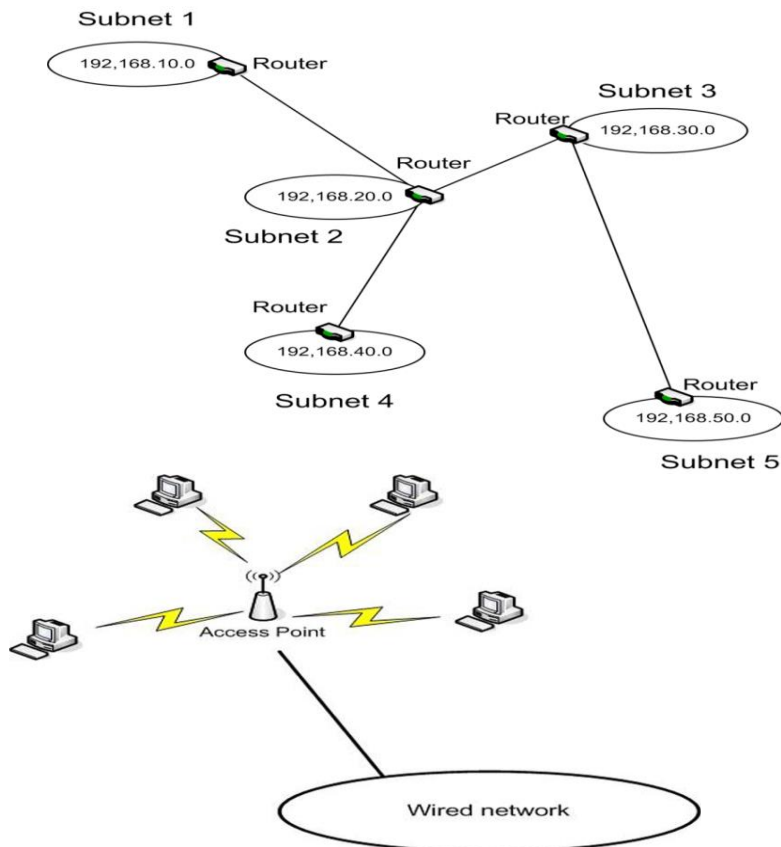 Subnet 1
192,168.10.0
Router
Subnet 3
Router
192,168.30.0
Router
192,168.20.0
Subnet 2
Router
192,168.40.0
Subnet 4
Router
192,168.50.0
Subnet 5
Access Point
Wired network